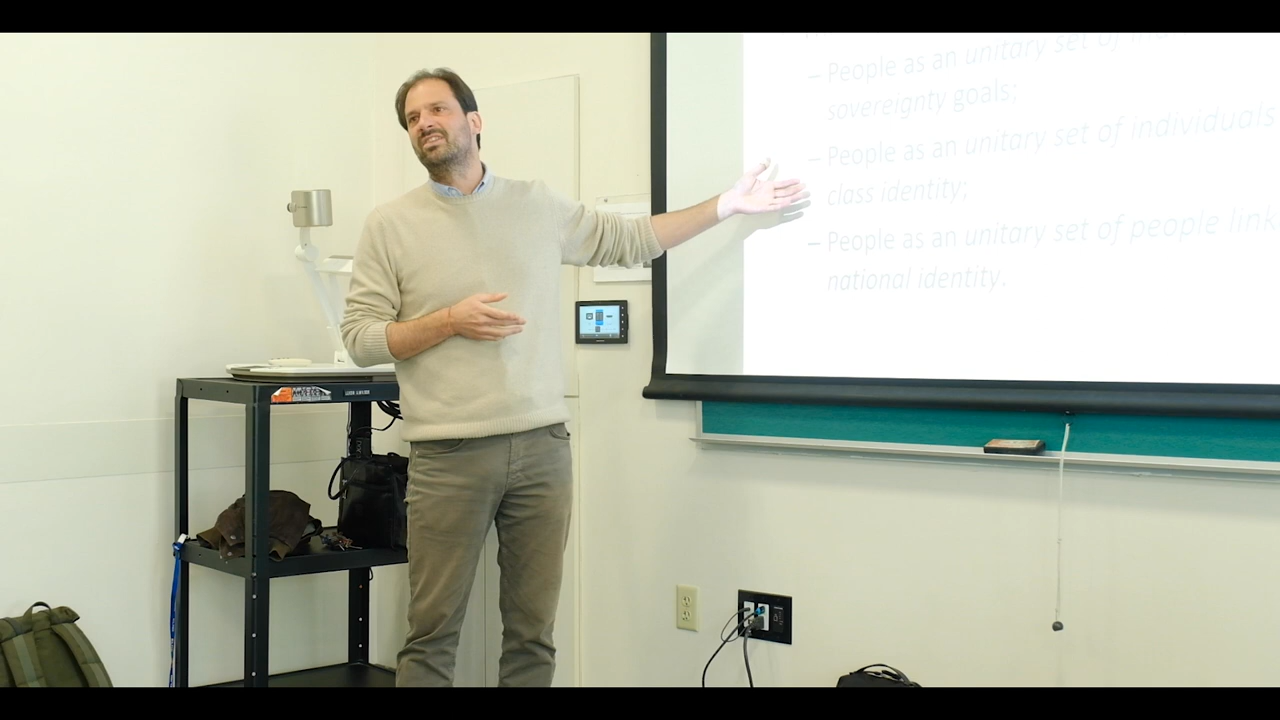 – People as an unitary set of
sovereignty goals;
– People as an unitary set of individuals
class identity;
– People as an unitary set of people link
national identity.